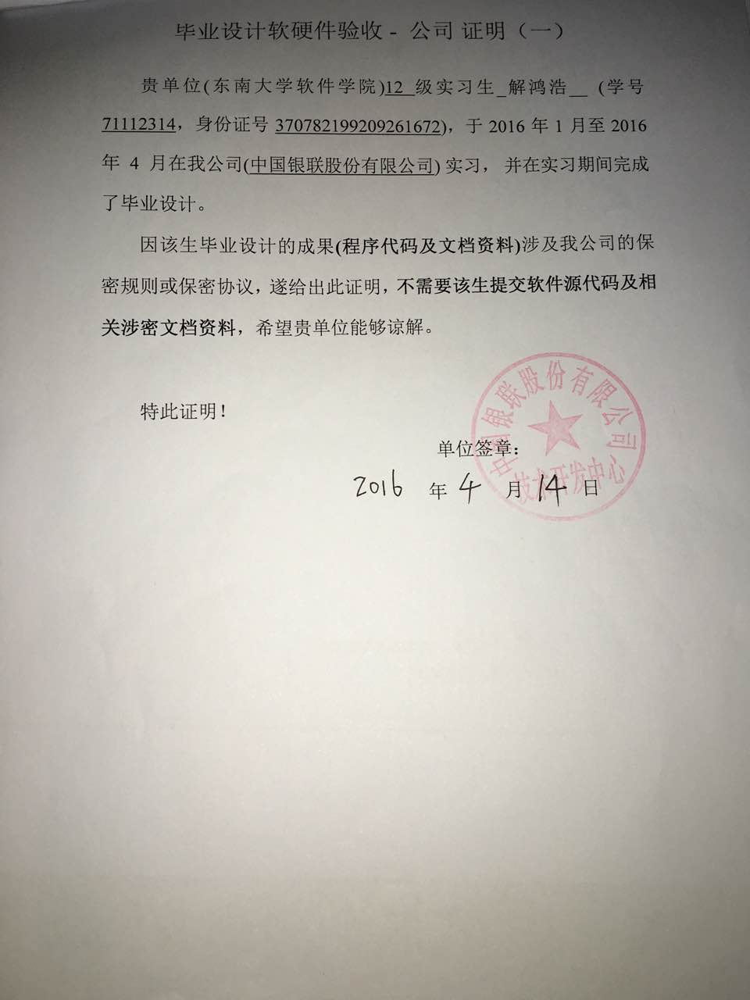 毕业设计软硬件验收 - 公司 证明（一）
贵单位(东南大学软件学院)12_级实习生_解鸿浩__ (学号
71112314，身份证号 370782199209261672)，于 2016 年 1 月至 2016
年 4 月在我公司(中国银联股份有限公司) 实习，并在实习期间完成
了毕业设计。
因该生毕业设计的成果(程序代码及文档资料)涉及我公司的保
密规则或保密协议，遂给出此证明，不需要该生提交软件源代码及相
关涉密文档资料，希望贵单位能够谅解。
特此证明！
单位签章：
2016 年 4 月 14 日
中国银联股份有限公司
技术开发中心